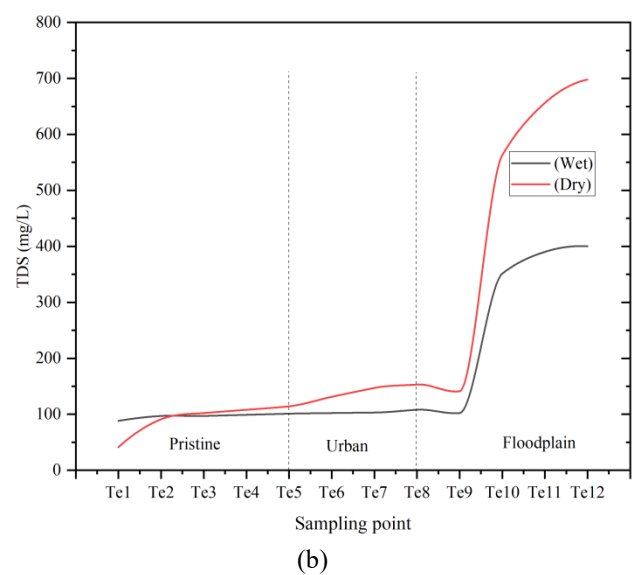 800
700
600
500
400
300
200
100
0
TDS (mg/L)
(Wet)
(Dry)
Pristine
Urban
Floodplain
Te1 Te2 Te3 Te4 Te5 Te6 Te7 Te8 Te9 Te10 Te11 Te12
Sampling point
(b)